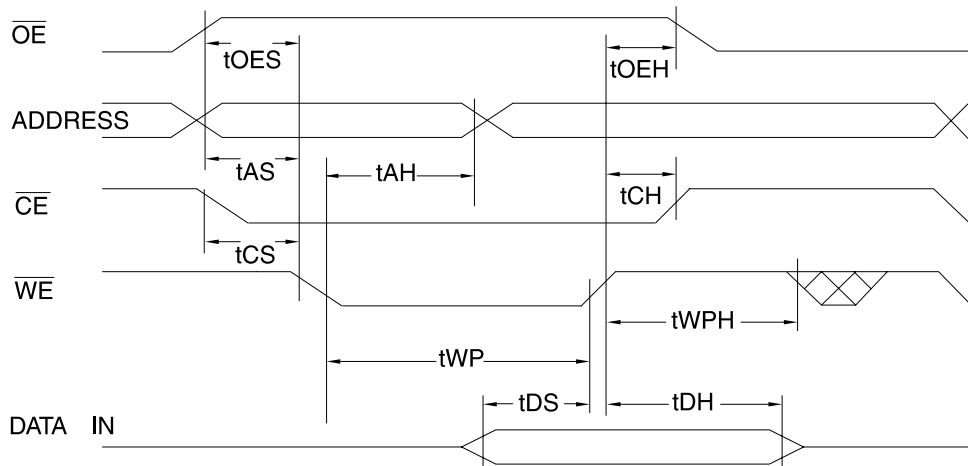 OE
tOES
tOEH
ADDRESS
tAS
tAH
CE
tCH
tCS
WE
tWPH
tWP
tDS
tDH
DATA IN